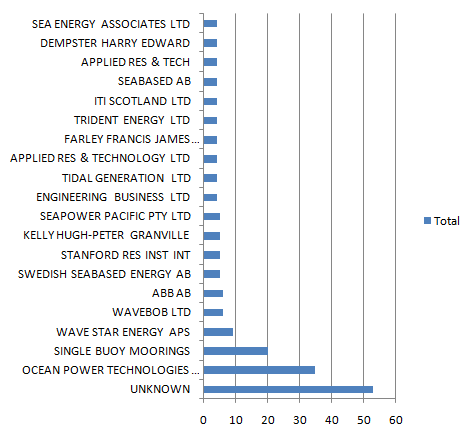 SEA ENERGY ASSOCIATES LTD
DEMPSTER HARRY EDWARD
APPLIED RES & TECH
SEABASED AB
ITI SCOTLAND LTD
TRIDENT ENERGY LTD
FARLEY FRANCIS JAMES ...
APPLIED RES & TECHNOLOGY LTD
TIDAL GENERATION LTD
ENGINEERING BUSINESS LTD
SEAPOWER PACIFIC PTY LTD
KELLY HUGH-PETER GRANVILLE
STANFORD RES INST INT
SWEDISH SEABASED ENERGY AB
ABB AB
WAVEBOB LTD
WAVE STAR ENERGY APS
SINGLE BUOY MOORINGS
OCEAN POWER TECHNOLOGIES ...
UNKNOWN
0 10 20 30 40 50 60
Total